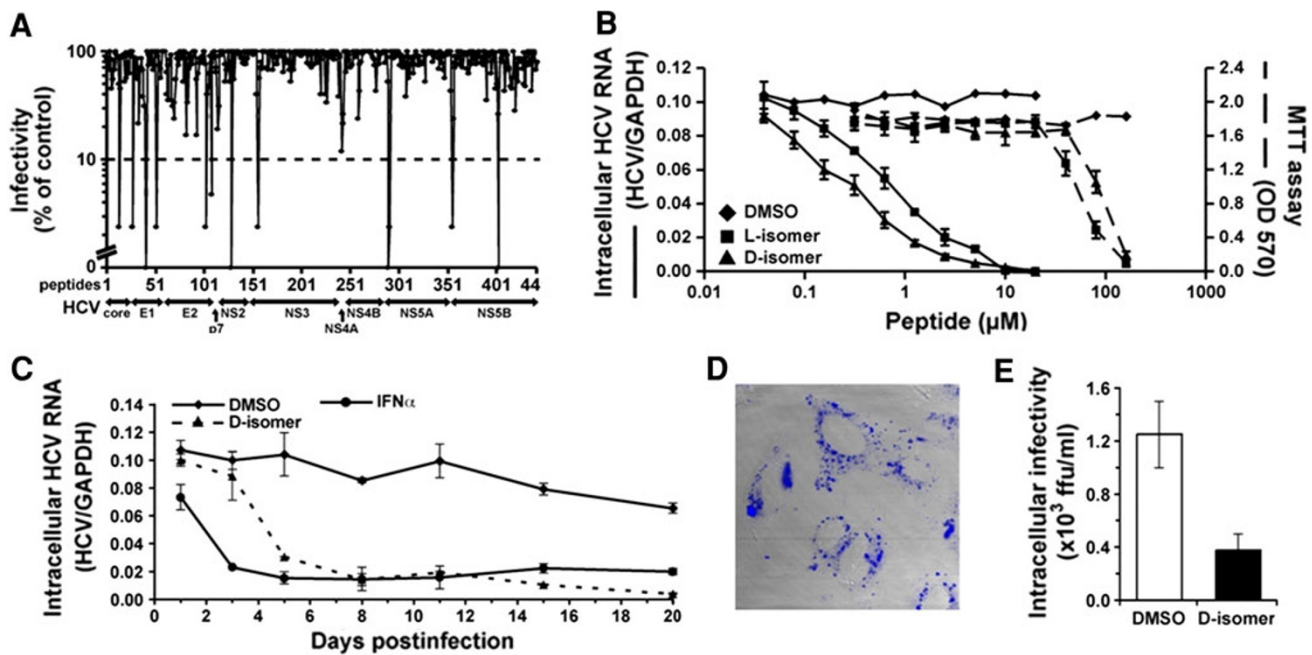 A
Infectivity
(% of control)
100
10
0
peptides 1 51 101 151 201 251 301 351 401 44
HCV core E1 E2 p7 NS2 NS3 NS4A NS4B NS5A NS5B
B
Intracellular HCV RNA
(HCV/GAPDH)
0.12
0.10
0.08
0.06
0.04
0.02
0.00
DMSO
L-isomer
D-isomer
2.4
2.0
1.6
1.2
0.8
0.4
0.0
MTT assay
(OD 570)
0.01 0.1 1 10 100 1000
Peptide (µM)
C
Intracellular HCV RNA
(HCV/GAPDH)
0.14
0.12
0.10
0.08
0.06
0.04
0.02
0.00
DMSO
IFNα
D-isomer
0 2 4 6 8 10 12 14 16 18 20
Days postinfection
D
E
Intracellular infectivity
(x10³ ffu/ml)
1.6
1.2
0.8
0.4
0.0
DMSO D-isomer